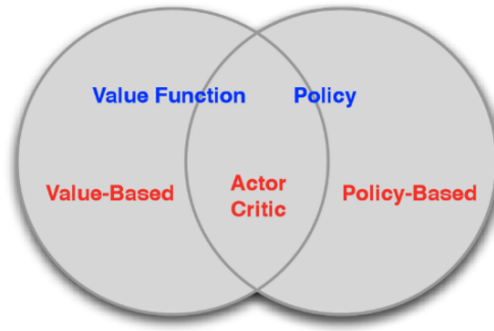 Value Function
Policy
Value-Based
Actor
Critic
Policy-Based